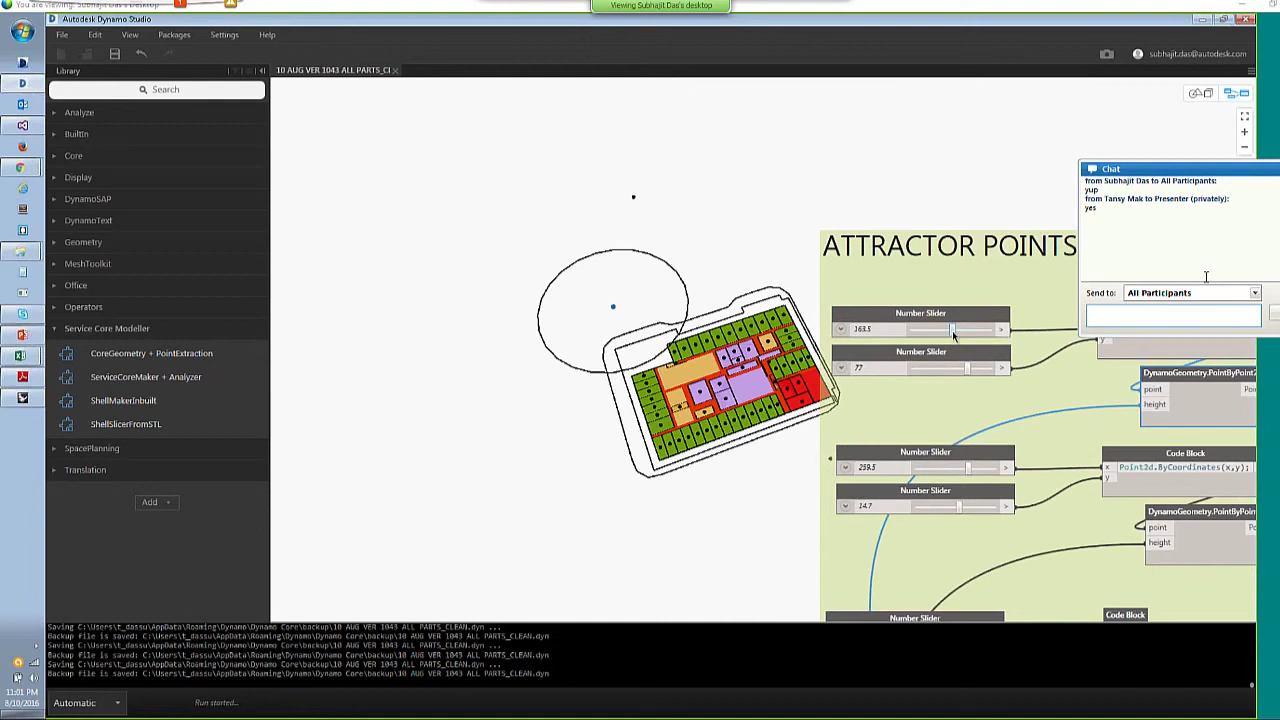 You are viewing: Subhajit Das's Desktop
Viewing Subhajit Das's desktop
Autodesk Dynamo Studio
File Edit View Packages Settings Help
subhajit.das@autodesk.com
Library
10 AUG VER 1043 ALL PARTS_CI
Search
Analyze
BuiltIn
Core
Display
DynamoSAP
DynamoText
Geometry
MeshToolkit
Office
Operators
Service Core Modeller
CoreGeometry + PointExtraction
ServiceCoreMaker + Analyzer
ShellMakerInbuilt
ShellSlicerFromSTL
SpacePlanning
Translation
Add
Chat
from Subhajit Das to All Participants:
yup
from Tansy Mak to Presenter (privately):
yes
Send to: All Participants
ATTRACTOR POINTS
Number Slider
163.5 >
Number Slider
77 >
y
DynamoGeometry.PointByPoint2
point Poi
height
Number Slider
259.5 >
Number Slider
14.7 >
Code Block
x Point2d.ByCoordinates(x,y);
y
DynamoGeometry.PointByPoin
point Po
height
Number Slider
Code Block
Saving C:\Users\t_dassu\AppData\Roaming\Dynamo Core\backup\10 AUG VER 1043 ALL PARTS_CLEAN.dyn ...
Backup file is saved: C:\Users\t_dassu\AppData\Roaming\Dynamo\Dynamo Core\backup\10 AUG VER 1043 ALL PARTS_CLEAN.dyn
Saving C:\Users\t_dassu\AppData\Roaming\Dynamo\Dynamo Core\backup\10 AUG VER 1043 ALL PARTS_CLEAN.dyn ...
Backup file is saved: C:\Users\t_dassu\AppData\Roaming\Dynamo\Dynamo Core\backup\10 AUG VER 1043 ALL PARTS_CLEAN.dyn
Saving C:\Users\t_dassu\AppData\Roaming\Dynamo\Dynamo Core\backup\10 AUG VER 1043 ALL PARTS_CLEAN.dyn ...
Backup file is saved: C:\Users\t_dassu\AppData\Roaming\Dynamo\Dynamo Core\backup\10 AUG VER 1043 ALL PARTS_CLEAN.dyn
Automatic
Run started...
11:01 PM
8/10/2016